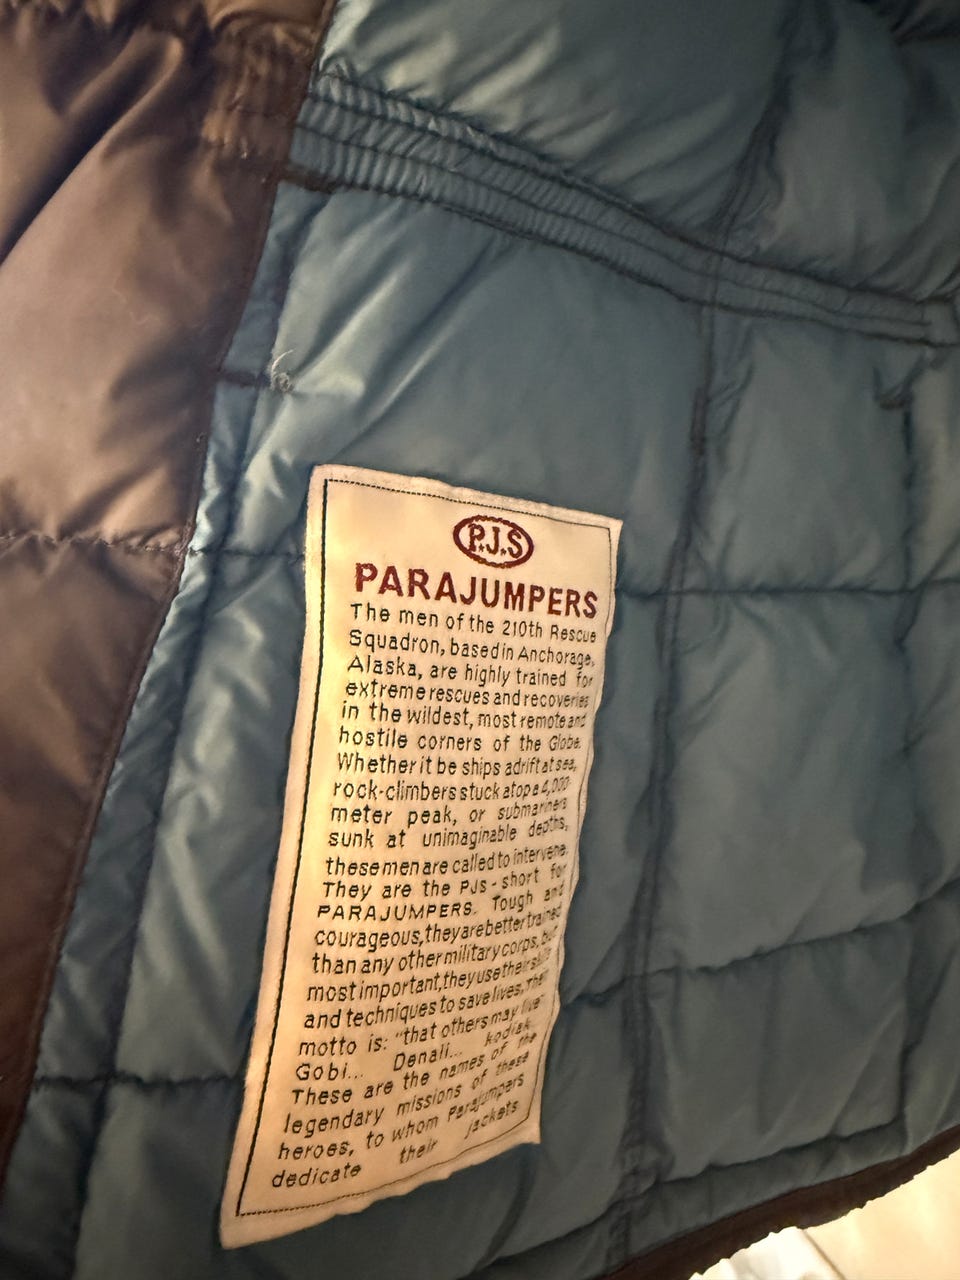 P.J.S
PARAJUMPERS
The men of the 210th Rescue
Squadron, based in Anchorage,
Alaska, are highly trained for
extreme rescues and recoveries
in the wildest, most remote and
hostile corners of the Globe.
Whether it be ships adrift at sea,
rock-climbers stuck atop a 4,000-
meter peak, or submariners
sunk at unimaginable depths,
these men are called to intervene.
They are the PJs - short for
PARAJUMPERS. Tough and
courageous, they are better trained
than any other military corps, but
most important, they use their skills
and techniques to save lives. Their
motto is: "that others may live"
Gobi... Denali... kodiak
These are the names of the
legendary missions of these
heroes, to whom Parajumpers
dedicate their jackets